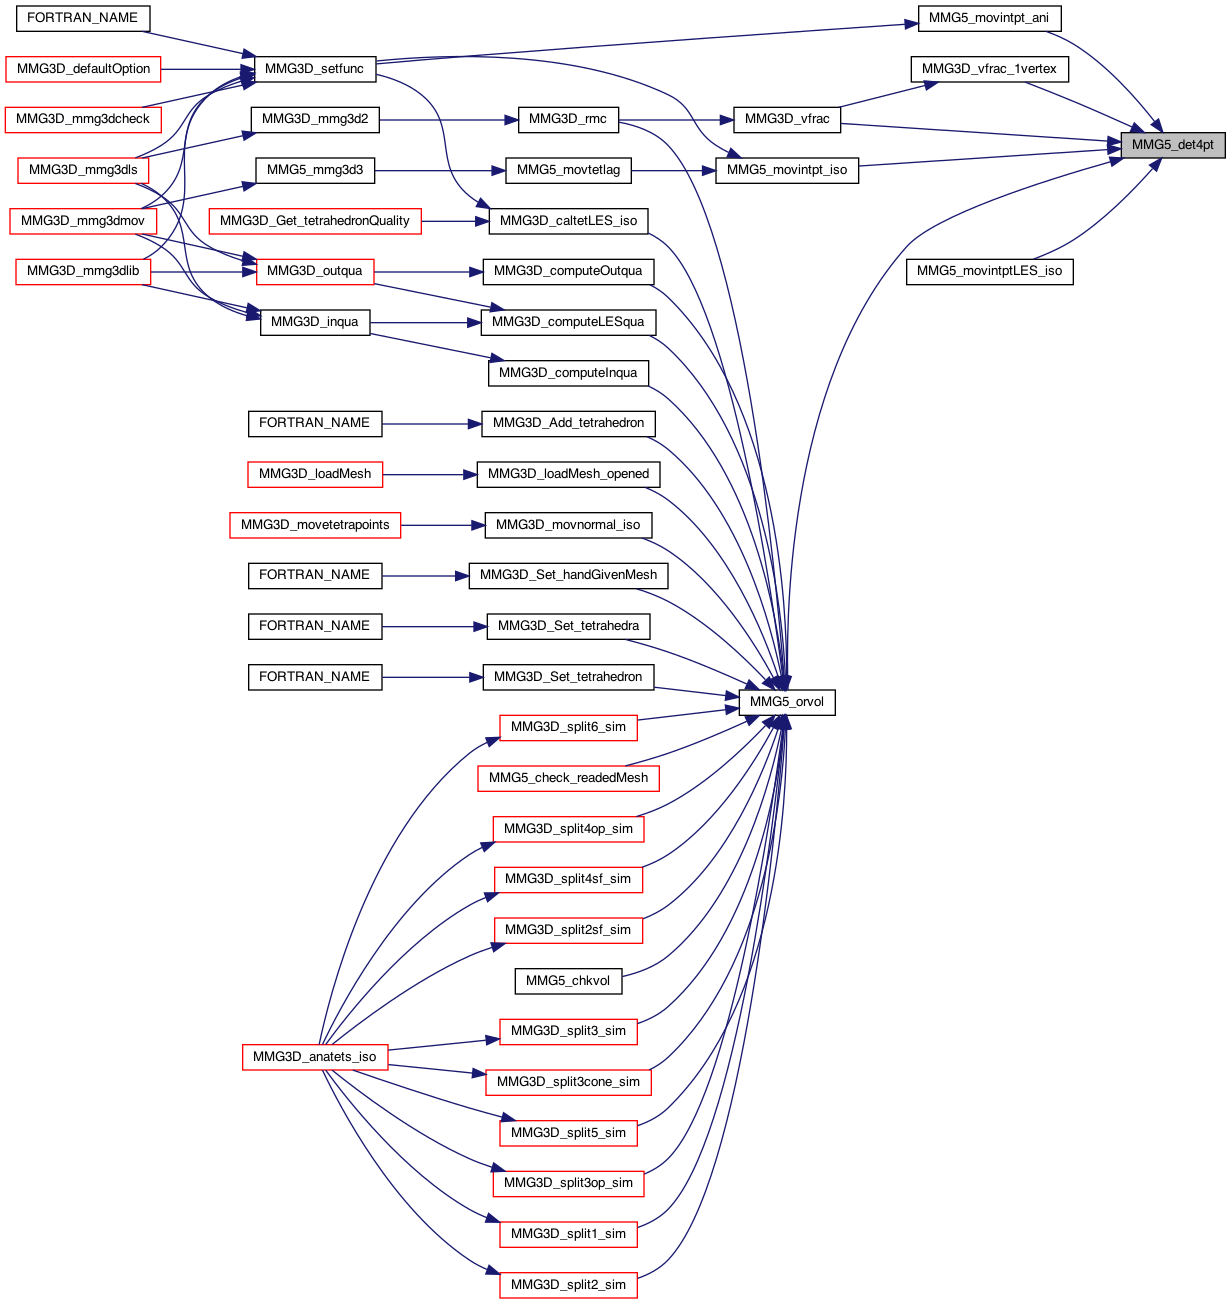 FORTRAN_NAME
MMG5_movintpt_ani
MMG3D_defaultOption
MMG3D_setfunc
MMG3D_vfrac_1vertex
MMG3D_mmg3dcheck
MMG3D_mmg3d2
MMG3D_rmc
MMG3D_vfrac
MMG5_det4pt
MMG3D_mmg3dls
MMG5_mmg3d3
MMG5_movtetlag
MMG5_movintpt_iso
MMG3D_mmg3dmov
MMG3D_Get_tetrahedronQuality
MMG3D_caltetLES_iso
MMG3D_mmg3dlib
MMG3D_outqua
MMG3D_computeOutqua
MMG5_movintptLES_iso
MMG3D_inqua
MMG3D_computeLESqua
MMG3D_computeInqua
FORTRAN_NAME
MMG3D_Add_tetrahedron
MMG3D_loadMesh
MMG3D_loadMesh_opened
MMG3D_movetetrapoints
MMG3D_movnormal_iso
FORTRAN_NAME
MMG3D_Set_handGivenMesh
FORTRAN_NAME
MMG3D_Set_tetrahedra
FORTRAN_NAME
MMG3D_Set_tetrahedron
MMG5_orvol
MMG3D_split6_sim
MMG5_check_readedMesh
MMG3D_split4op_sim
MMG3D_split4sf_sim
MMG3D_split2sf_sim
MMG5_chkvol
MMG3D_split3_sim
MMG3D_anatets_iso
MMG3D_split3cone_sim
MMG3D_split5_sim
MMG3D_split3op_sim
MMG3D_split1_sim
MMG3D_split2_sim